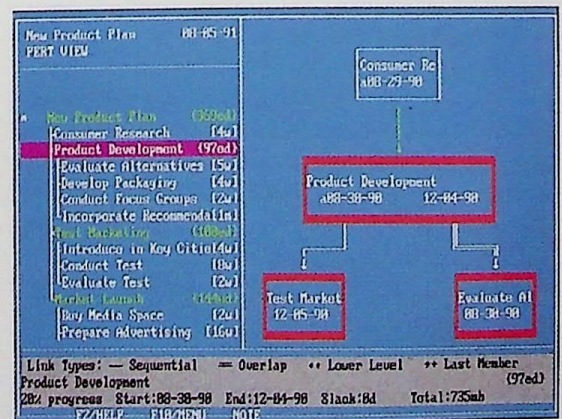 New Product Plan 08-05-91
PERT VIEW
New Product Plan (369ed)
Consumer Research [4w]
Product Development (97ed)
Evaluate Alternatives [5w]
Develop Packaging [4w]
Conduct Focus Groups [2w]
Incorporate Recommenda[1m]
Test Marketing
Introduce in Key Citie[4w]
Conduct Test [8w]
Evaluate Test [2w]
Market Launch
Buy Media Space [2w]
Prepare Advertising [16w]
Consumer Re
a08-29-90
Product Development
a08-30-90 12-04-90
Test Market
12-05-90
Evaluate Al
08-30-90
Link Types: — Sequential = Overlap ↔ Lower Level ++ Last Member
Product Development (97ed)
20% progress Start:08-30-90 End:12-04-90 Slack:0d Total:735mh
F2/HELP F10/MENU NOTE